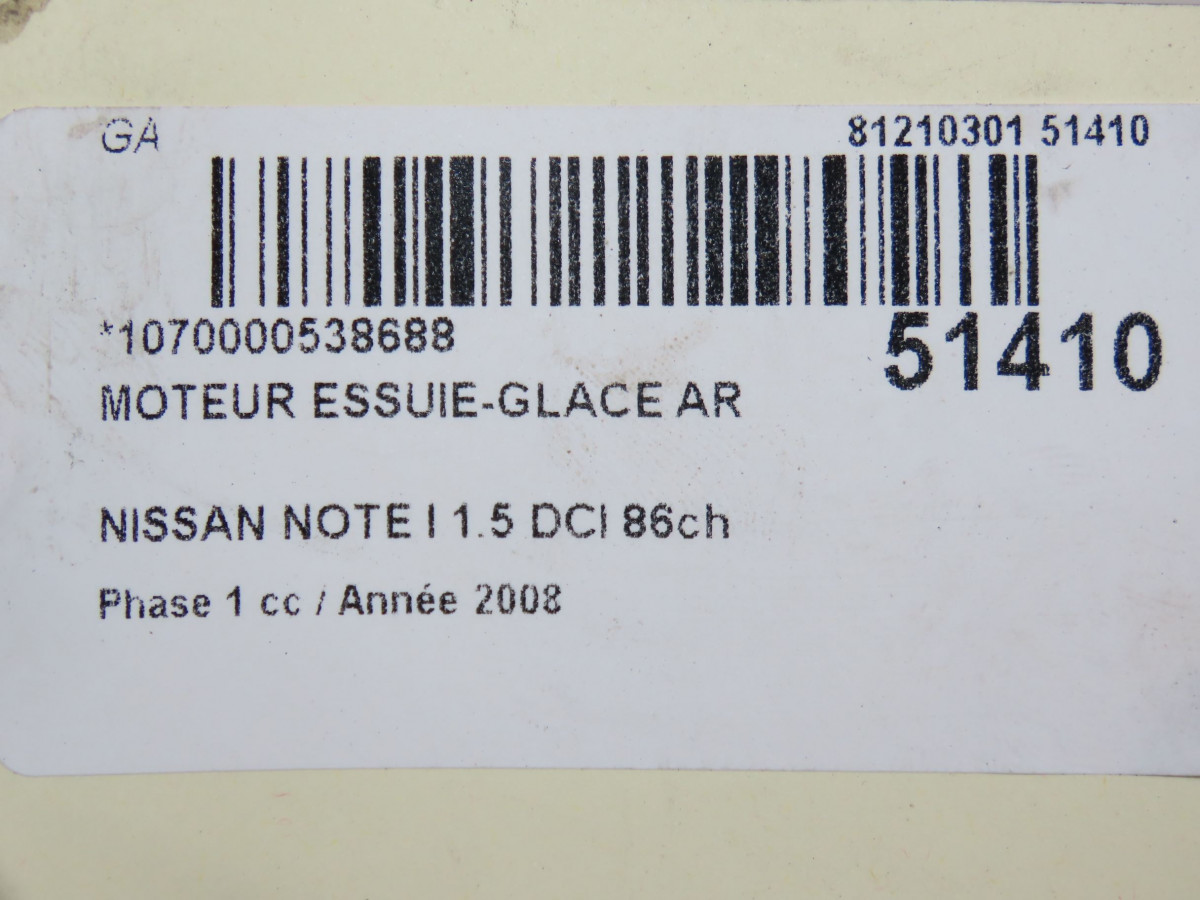 GA 81210301 51410
*1070000538688 51410
MOTEUR ESSUIE-GLACE AR
NISSAN NOTE I 1.5 DCI 86ch
Phase 1 cc / Année 2008